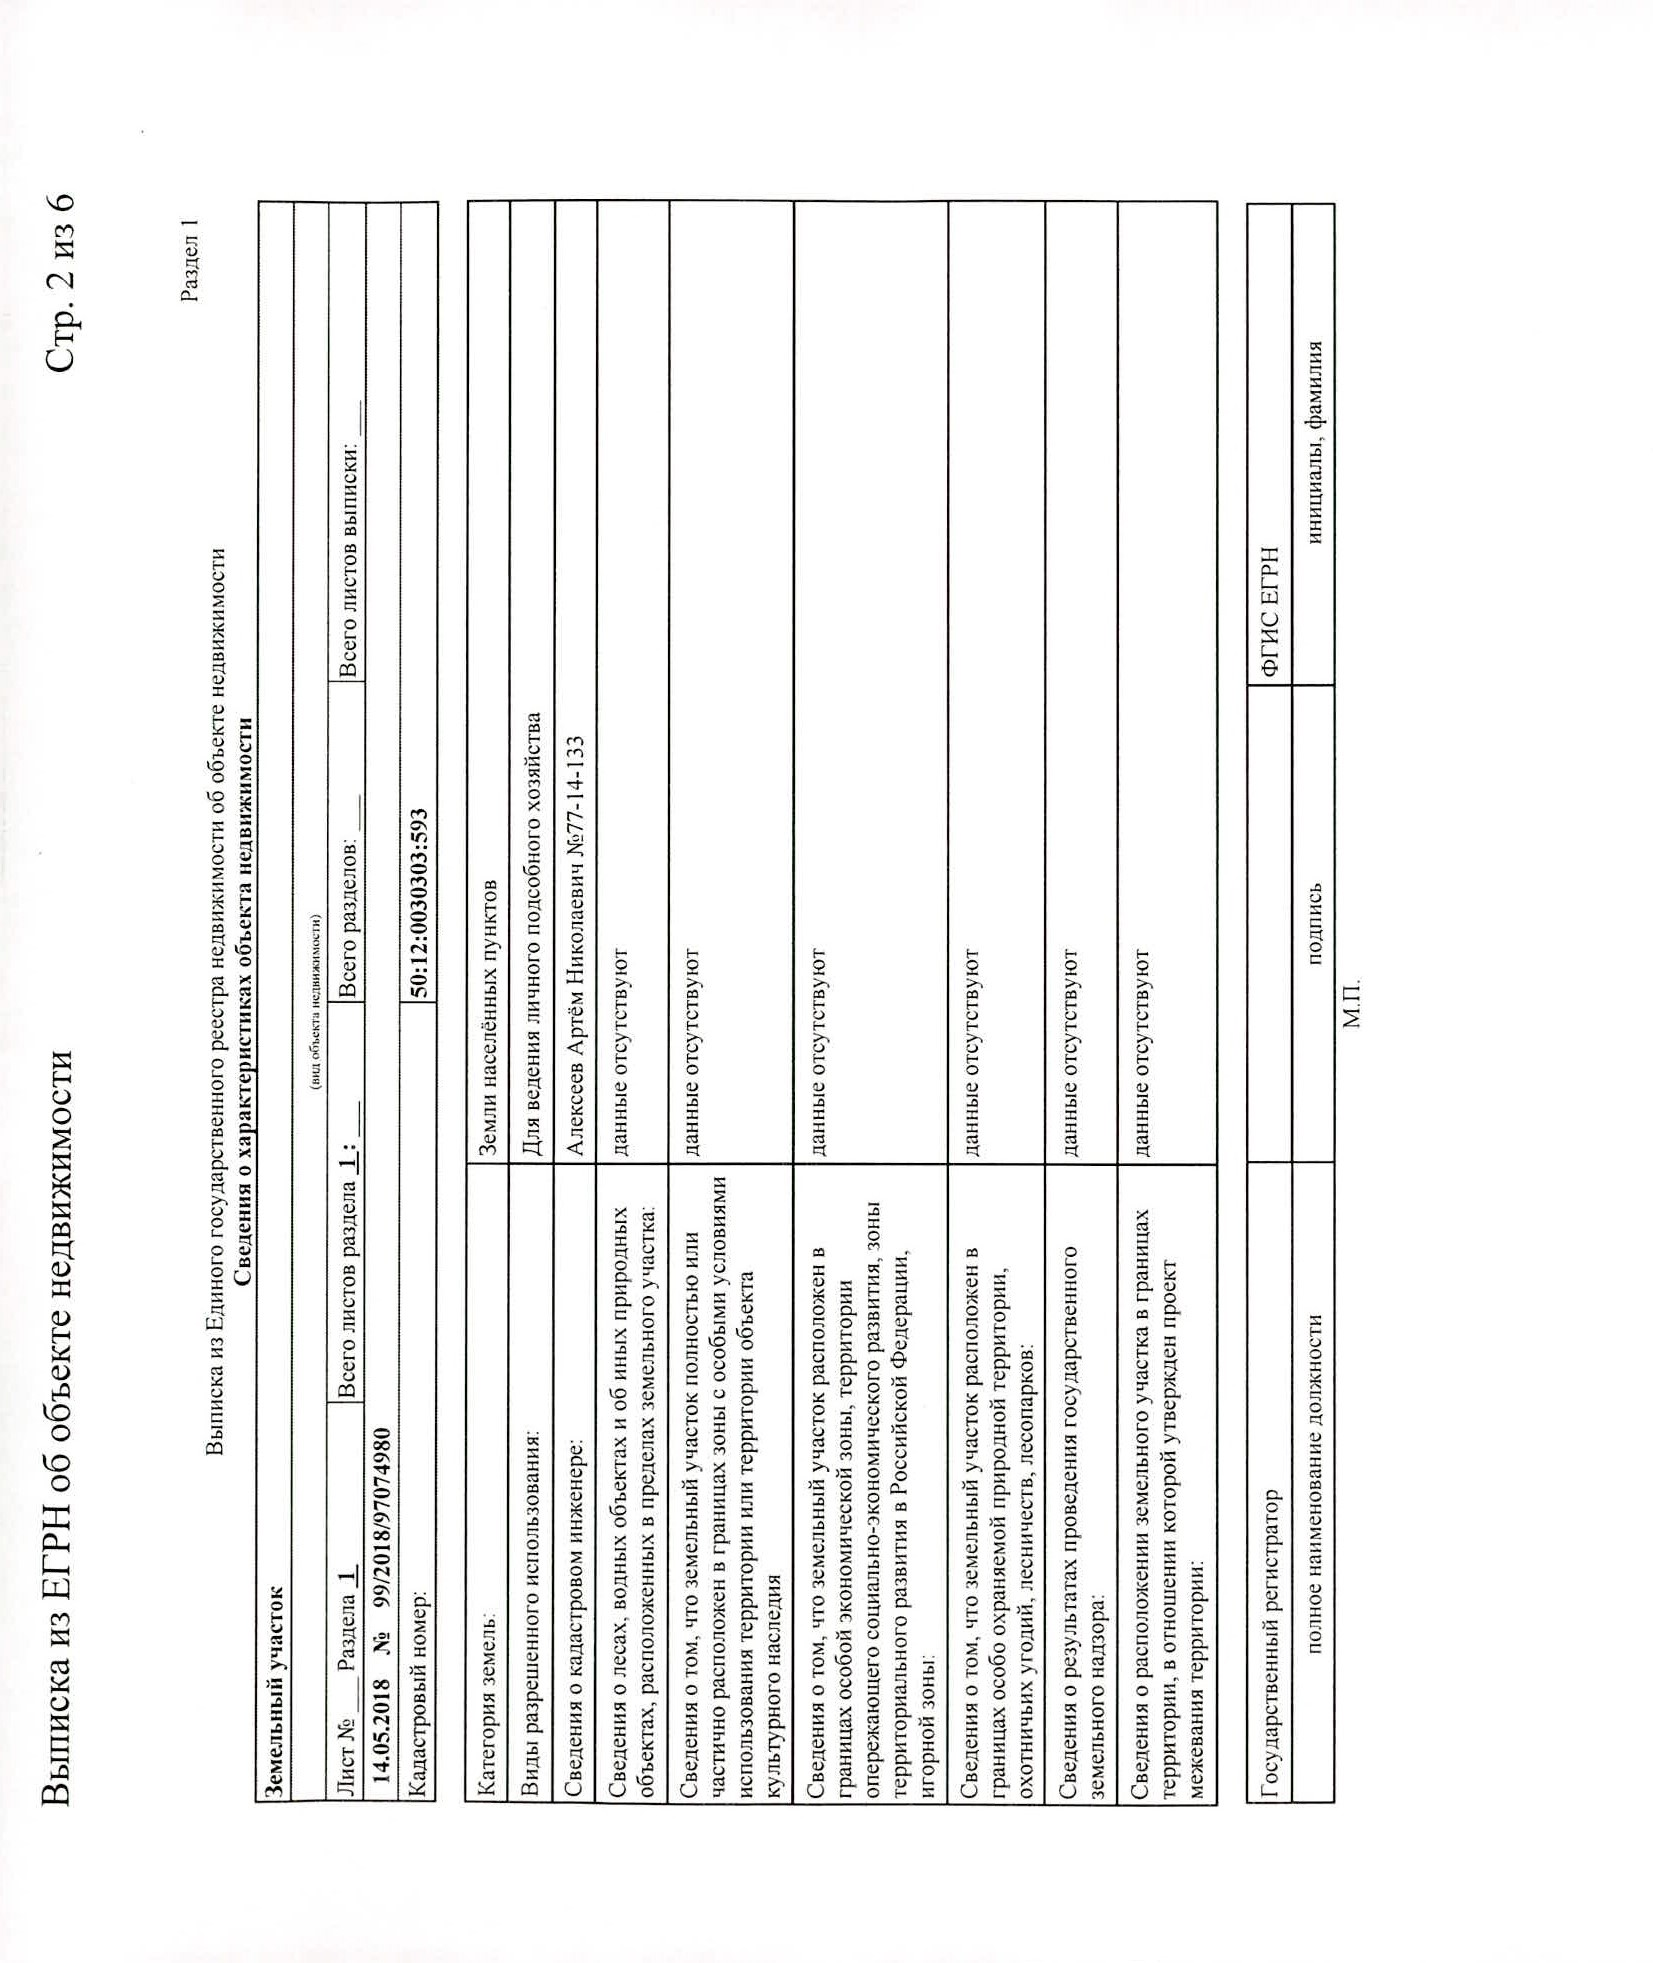 Выписка из ЕГРН об объекте недвижимости Стр. 2 из 6
Раздел 1
Выписка из Единого государственного реестра недвижимости об объекте недвижимости
Сведения о характеристиках объекта недвижимости
Земельный участок
(вид объекта недвижимости)
Лист № ___ Раздела 1 Всего листов раздела 1 : ___ Всего разделов: ___ Всего листов выписки: ___
14.05.2018 № 99/2018/97074980
Кадастровый номер: 50:12:0030303:593
Категория земель: Земли населённых пунктов
Виды разрешенного использования: Для ведения личного подсобного хозяйства
Сведения о кадастровом инженере: Алексеев Артём Николаевич №77-14-133
Сведения о лесах, водных объектах и об иных природных данные отсутствуют
объектах, расположенных в пределах земельного участка:
Сведения о том, что земельный участок полностью или данные отсутствуют
частично расположен в границах зоны с особыми условиями
использования территории или территории объекта
культурного наследия
Сведения о том, что земельный участок расположен в данные отсутствуют
границах особой экономической зоны, территории
опережающего социально-экономического развития, зоны
территориального развития в Российской Федерации,
игорной зоны:
Сведения о том, что земельный участок расположен в данные отсутствуют
границах особо охраняемой природной территории,
охотничьих угодий, лесничеств, лесопарков:
Сведения о результатах проведения государственного данные отсутствуют
земельного надзора:
Сведения о расположении земельного участка в границах данные отсутствуют
территории, в отношении которой утвержден проект
межевания территории:
Государственный регистратор ФГИС ЕГРН
полное наименование должности подпись инициалы, фамилия
М.П.